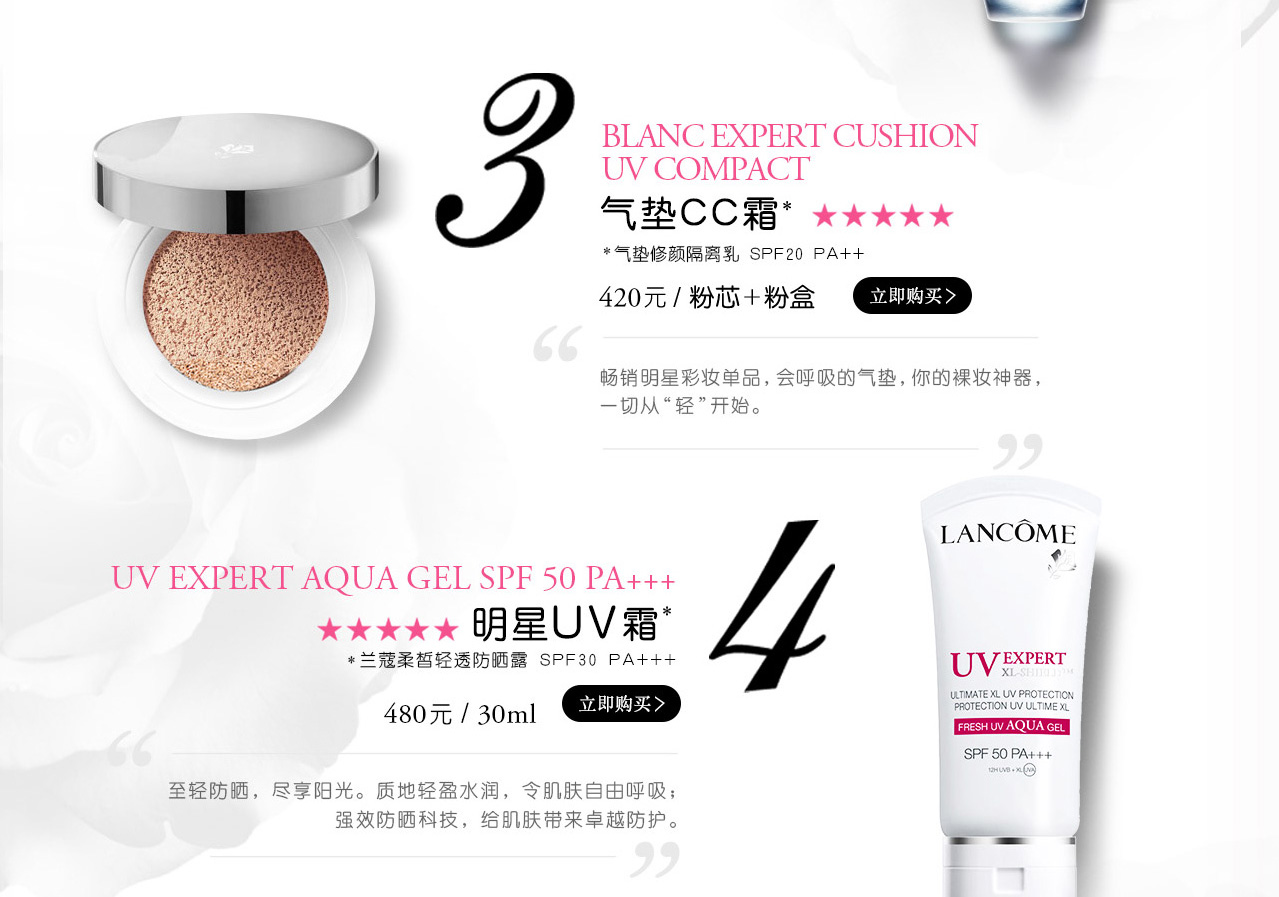 3
BLANC EXPERT CUSHION
UV COMPACT
气垫CC霜* ★★★★★
*气垫修颜隔离乳 SPF20 PA++
420元 / 粉芯+粉盒 立即购买>
“
畅销明星彩妆单品，会呼吸的气垫，你的裸妆神器，
一切从“轻”开始。
”
4
UV EXPERT AQUA GEL SPF 50 PA+++
★★★★★ 明星UV霜*
*兰蔻柔皙轻透防晒露 SPF30 PA+++
480元 / 30ml 立即购买>
“
至轻防晒，尽享阳光。质地轻盈水润，令肌肤自由呼吸；
强效防晒科技，给肌肤带来卓越防护。
”
LANCÔME
UV EXPERT
XL-SHIELD™
ULTIMATE XL UV PROTECTION
PROTECTION UV ULTIME XL
FRESH UV AQUA GEL
SPF 50 PA+++
12H UVB + XL UVA